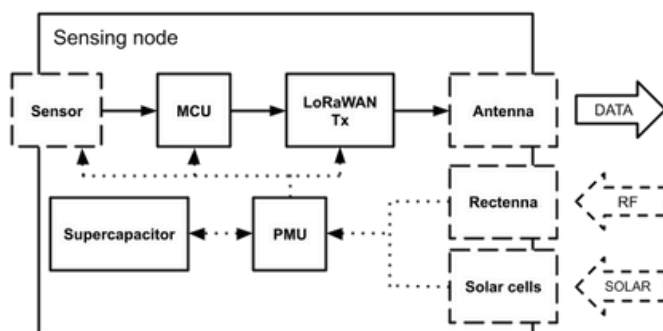 Sensing node
Sensor
MCU
LoRaWAN
Tx
Antenna
DATA
Rectenna
RF
Supercapacitor
PMU
Solar cells
SOLAR